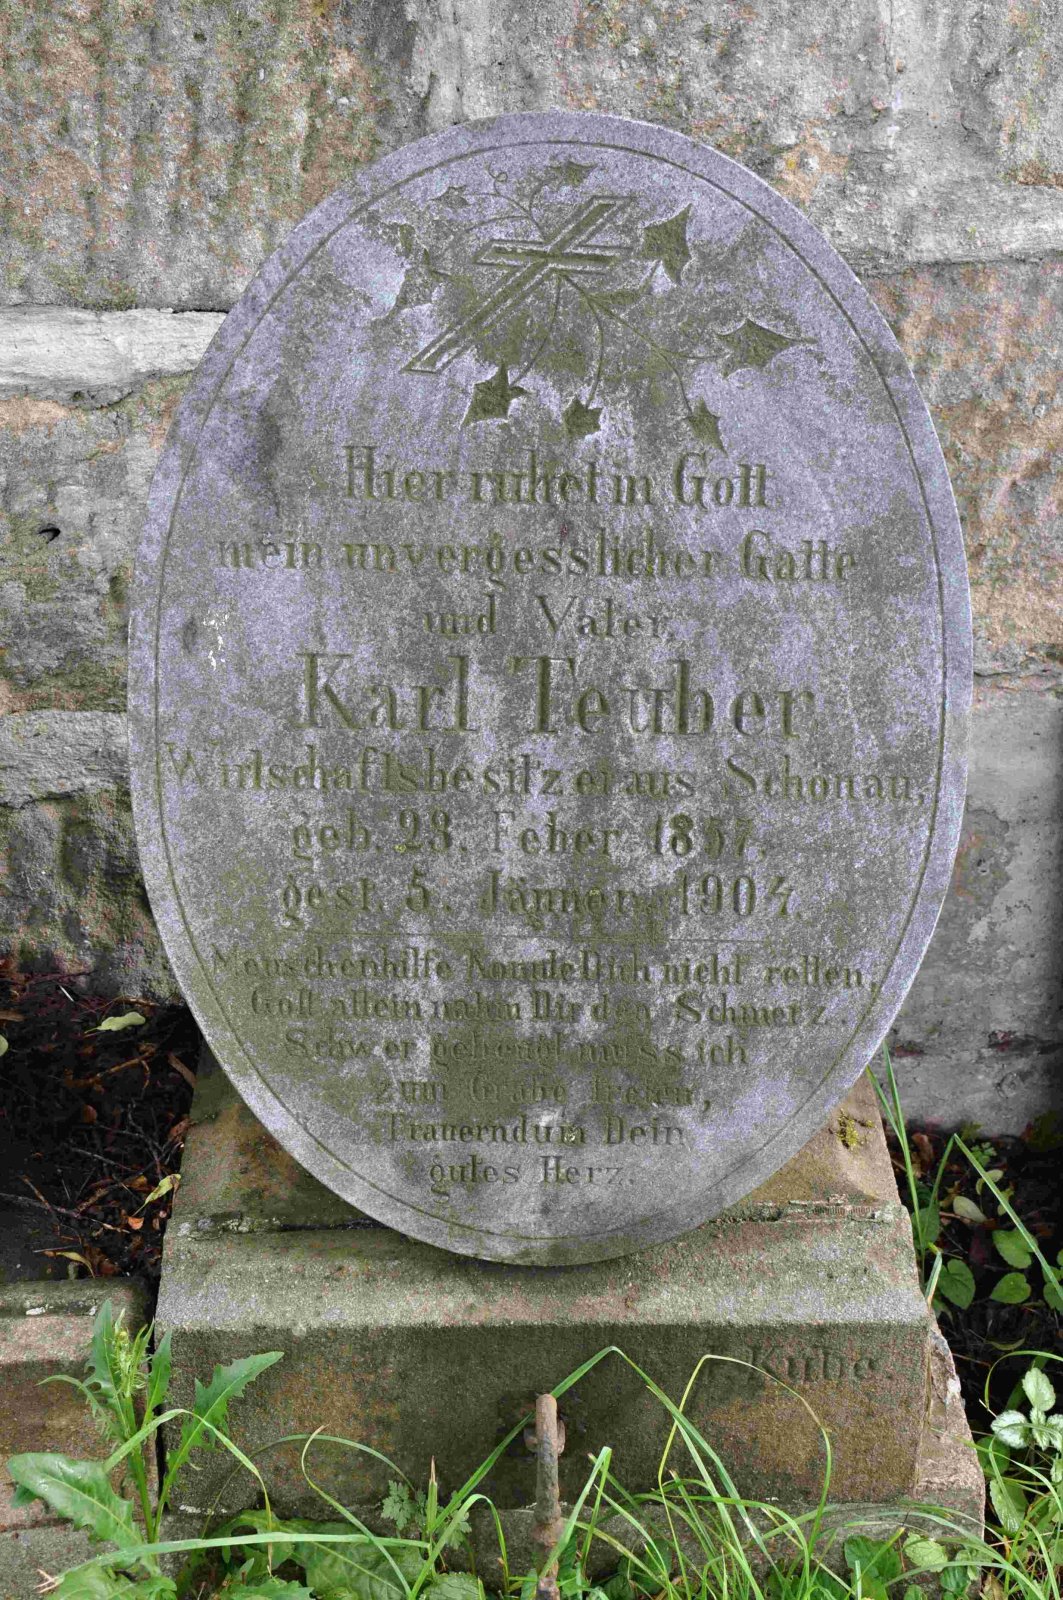 Hier ruhet in Gott
mein unvergesslicher Gatte
und Vater,
Karl Teuber
Wirtschaftsbesitzer aus Schönau,
geb. 23. Feber 1857,
gest. 5. Jänner 1904.
Menschenhilfe konnte Dich nicht retten,
Gott allein nahm Dir den Schmerz.
Schwer gebeugt muss ich
zum Grabe treten,
Trauernd um Dein
gutes Herz.
Kube.